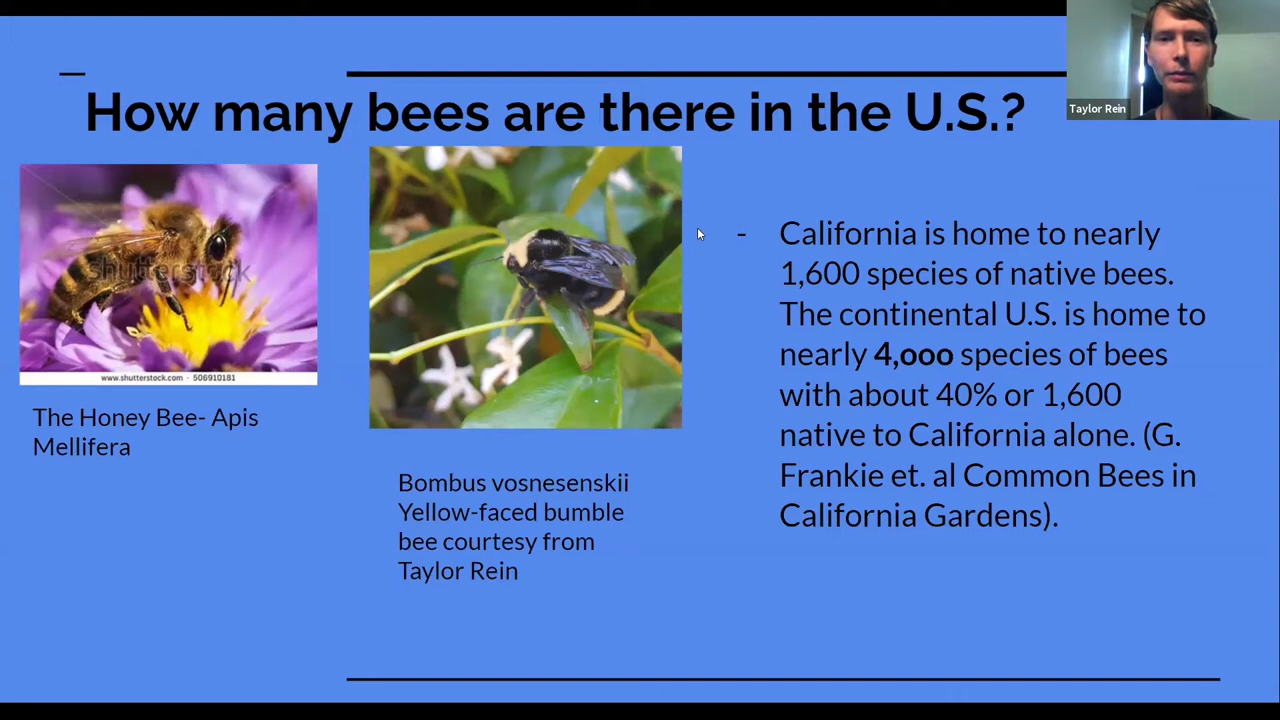 Taylor Rein
How many bees are there in the U.S.?
shutterstock
www.shutterstock.com · 506910181
The Honey Bee- Apis
Mellifera
Bombus vosnesenskii
Yellow-faced bumble
bee courtesy from
Taylor Rein
- California is home to nearly
1,600 species of native bees.
The continental U.S. is home to
nearly 4,000 species of bees
with about 40% or 1,600
native to California alone. (G.
Frankie et. al Common Bees in
California Gardens).